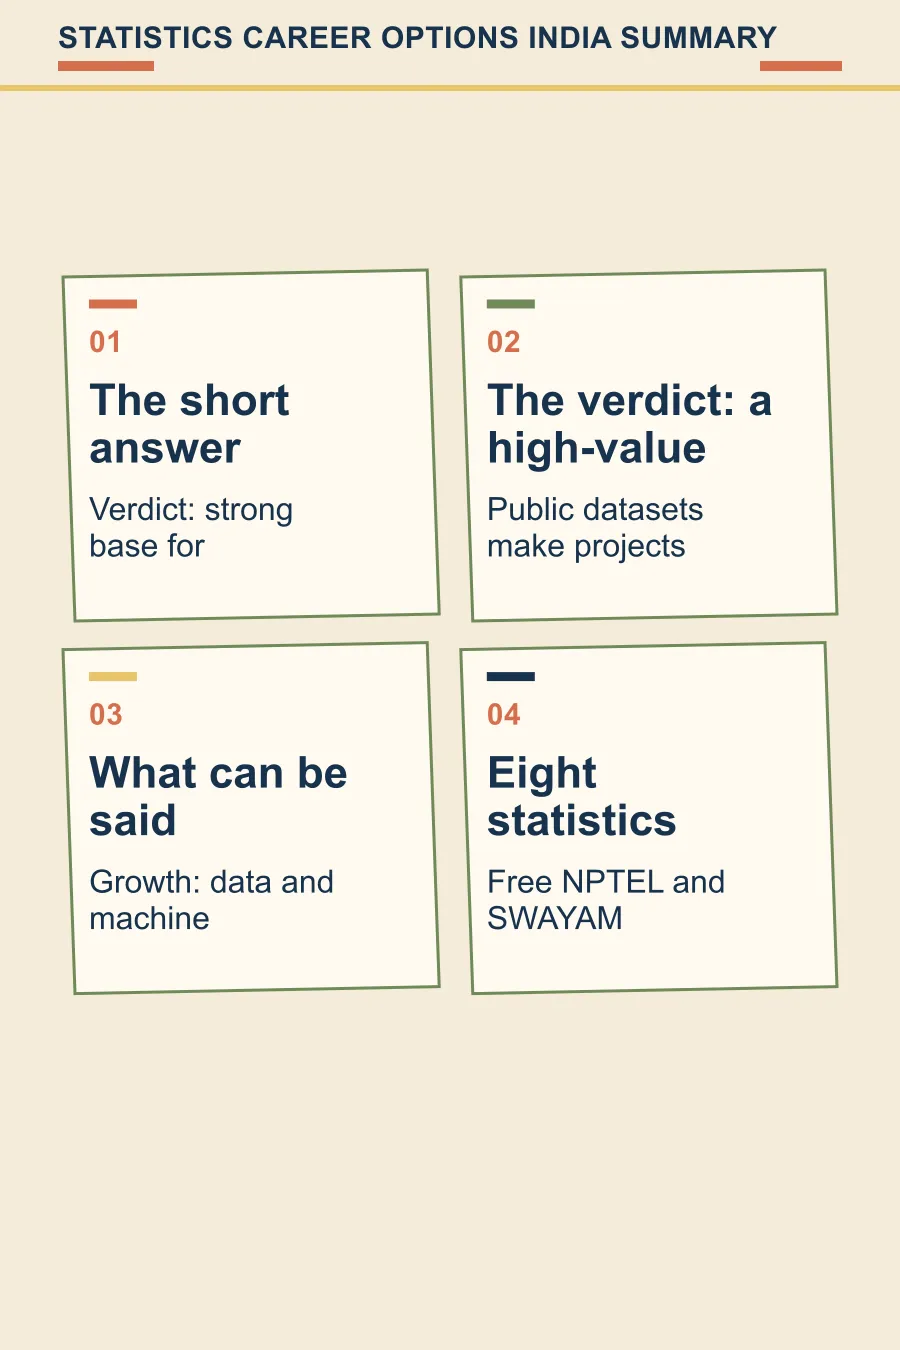 STATISTICS CAREER OPTIONS INDIA SUMMARY
01
The short
answer
Verdict: strong
base for
02
The verdict: a
high-value
Public datasets
make projects
03
What can be
said
Growth: data and
machine
04
Eight
statistics
Free NPTEL and
SWAYAM